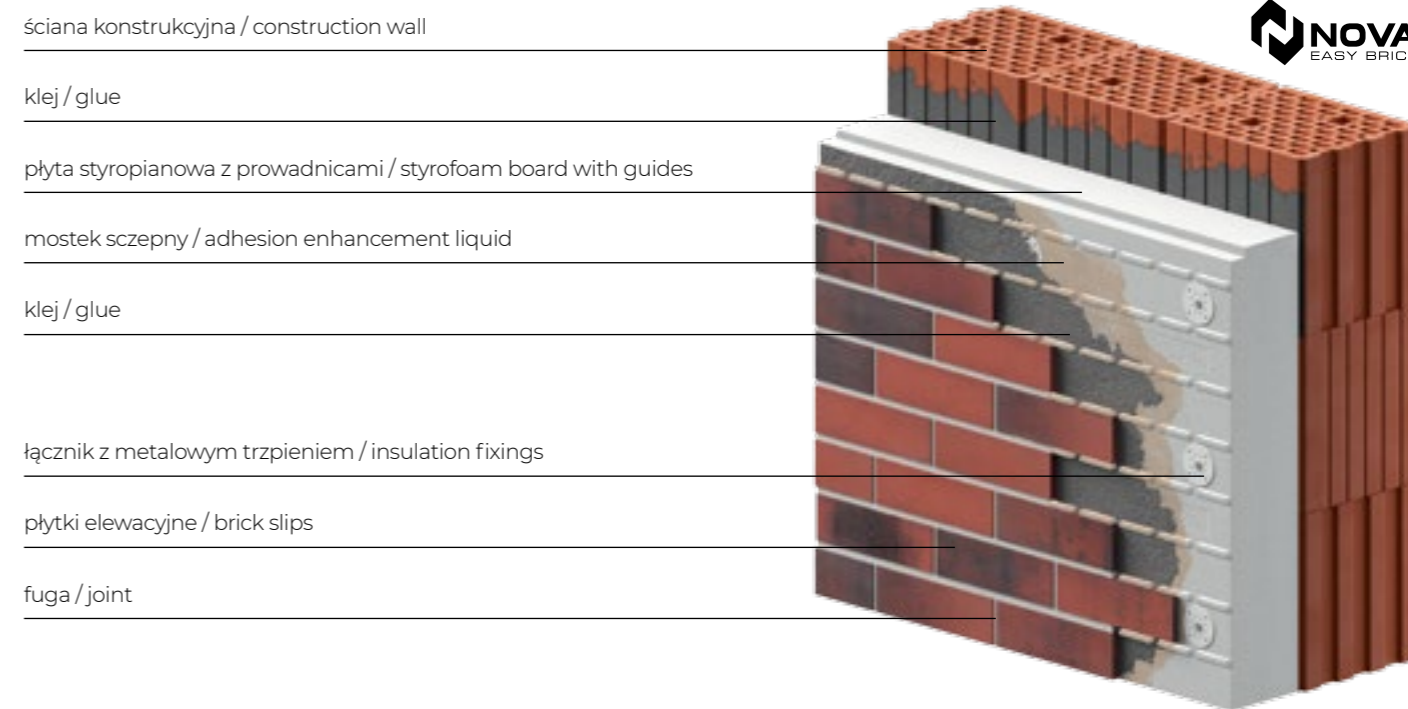 ściana konstrukcyjna / construction wall
NOVA
EASY BRIC
klej / glue
płyta styropianowa z prowadnicami / styrofoam board with guides
mostek sczepny / adhesion enhancement liquid
klej / glue
łącznik z metalowym trzpieniem / insulation fixings
płytki elewacyjne / brick slips
fuga / joint